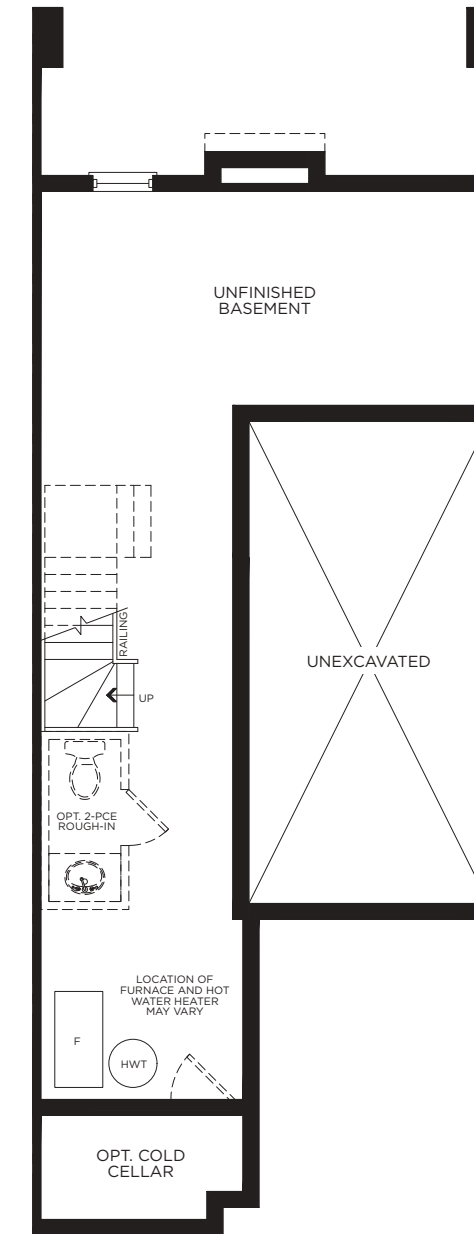 UNFINISHED
BASEMENT
RAILING
UNEXCAVATED
UP
OPT. 2-PCE
ROUGH-IN
LOCATION OF
FURNACE AND HOT
WATER HEATER
MAY VARY
F
HWT
OPT. COLD
CELLAR